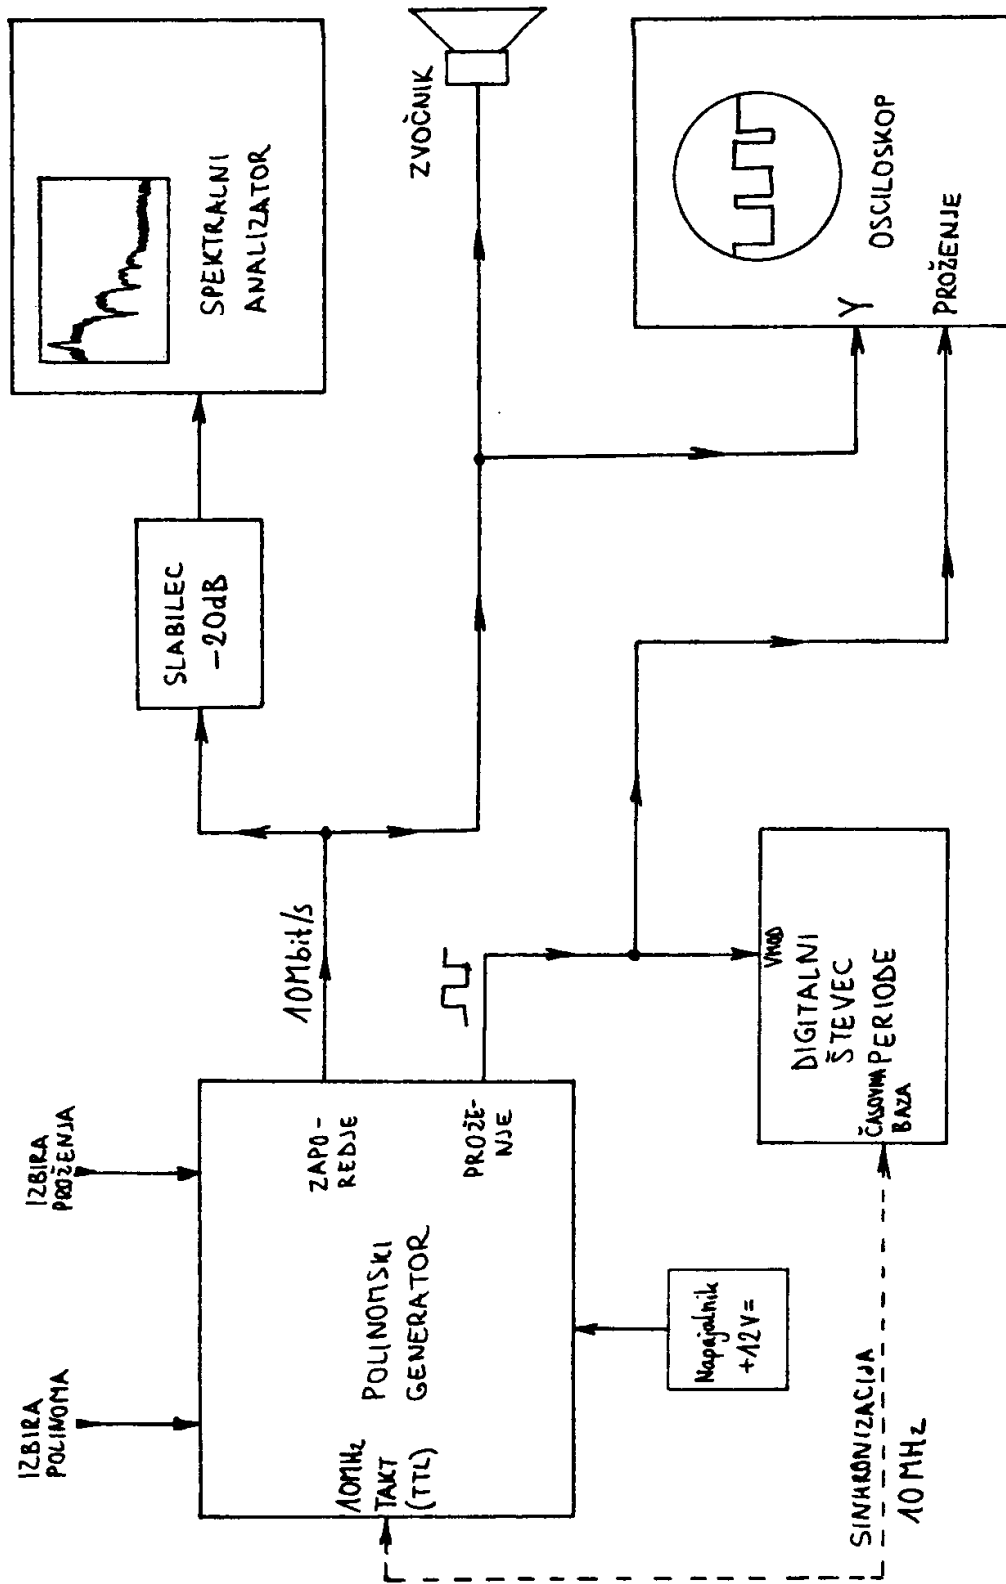 IZBIRA
POLINOMA
IZBIRA
PROŽENJA
10MHz
TAKT
(TTL)
POLINOMSKI
GENERATOR
ZAPO-
REDJE
PROŽE-
NJE
10Mbit/s
SLABILEC
-20dB
SPEKTRALNI
ANALIZATOR
ZVOČNIK
Y
PROŽENJE
OSCILOSKOP
Napajalnik
+12V=
VHOD
DIGITALNI
ŠTEVEC
PERIODE
ČASOVNA
BAZA
SINHRONIZACIJA
10MHz